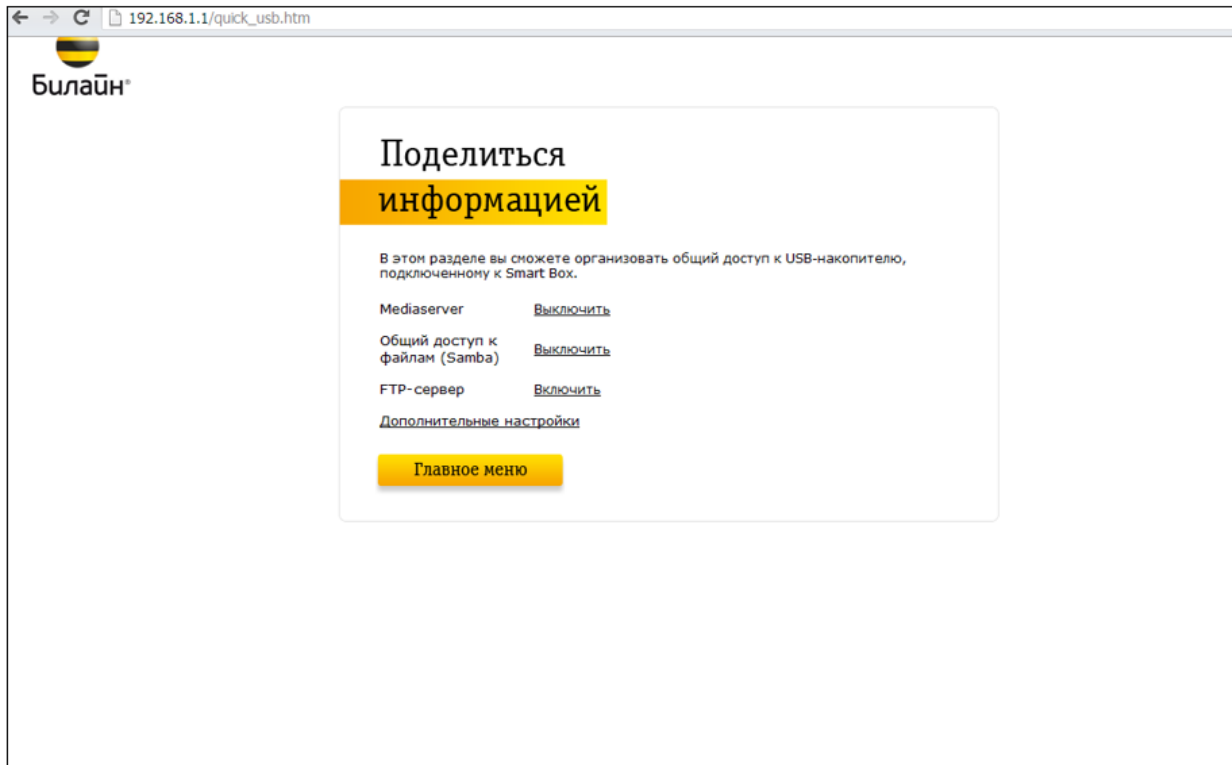 192.168.1.1/quick_usb.htm
Билайн®
Поделиться
информацией
В этом разделе вы сможете организовать общий доступ к USB-накопителю,
подключенному к Smart Box.
Mediaserver Выключить
Общий доступ к
файлам (Samba) Выключить
FTP-сервер Включить
Дополнительные настройки
Главное меню